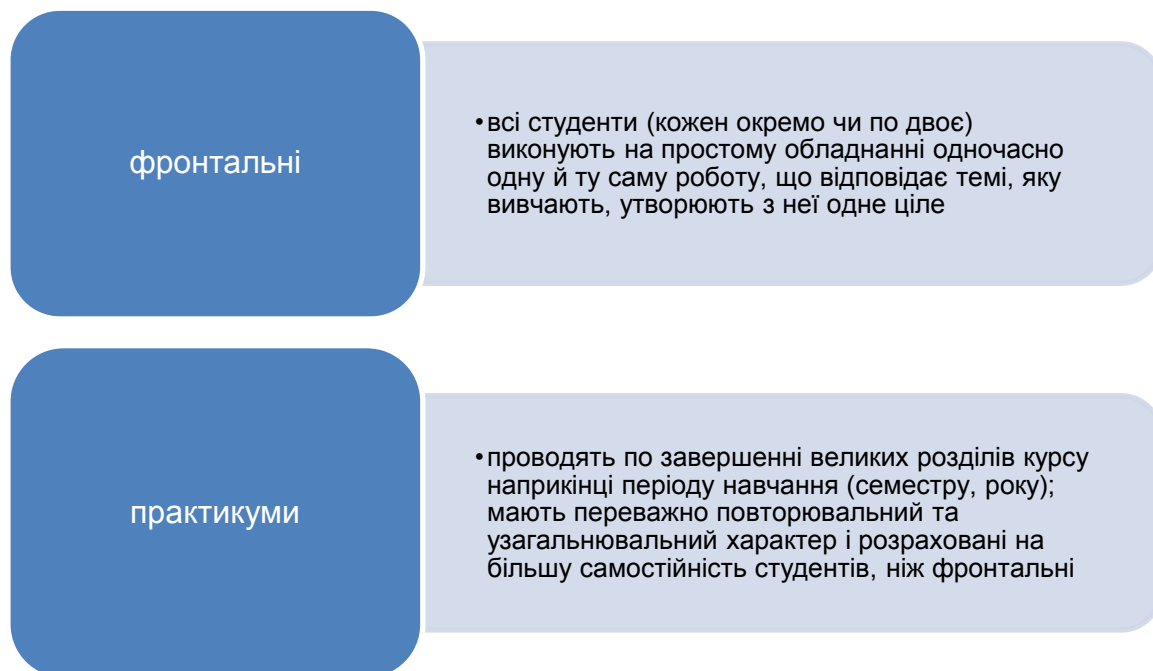 фронтальні
•всі студенти (кожен окремо чи по двоє)
виконують на простому обладнанні одночасно
одну й ту саму роботу, що відповідає темі, яку
вивчають, утворюють з неї одне ціле
практикуми
•проводять по завершенні великих розділів курсу
наприкінці періоду навчання (семестру, року);
мають переважно повторювальний та
узагальнювальний характер і розраховані на
більшу самостійність студентів, ніж фронтальні